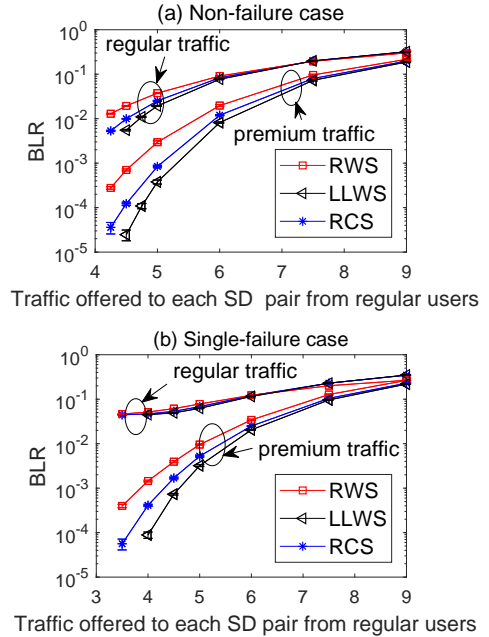 (a) Non-failure case
10^0
10^-1
10^-2
10^-3
10^-4
10^-5
BLR
regular traffic
premium traffic
RWS
LLWS
RCS
4 5 6 7 8 9
Traffic offered to each SD pair from regular users
(b) Single-failure case
10^0
10^-1
10^-2
10^-3
10^-4
10^-5
BLR
regular traffic
premium traffic
RWS
LLWS
RCS
3 4 5 6 7 8 9
Traffic offered to each SD pair from regular users